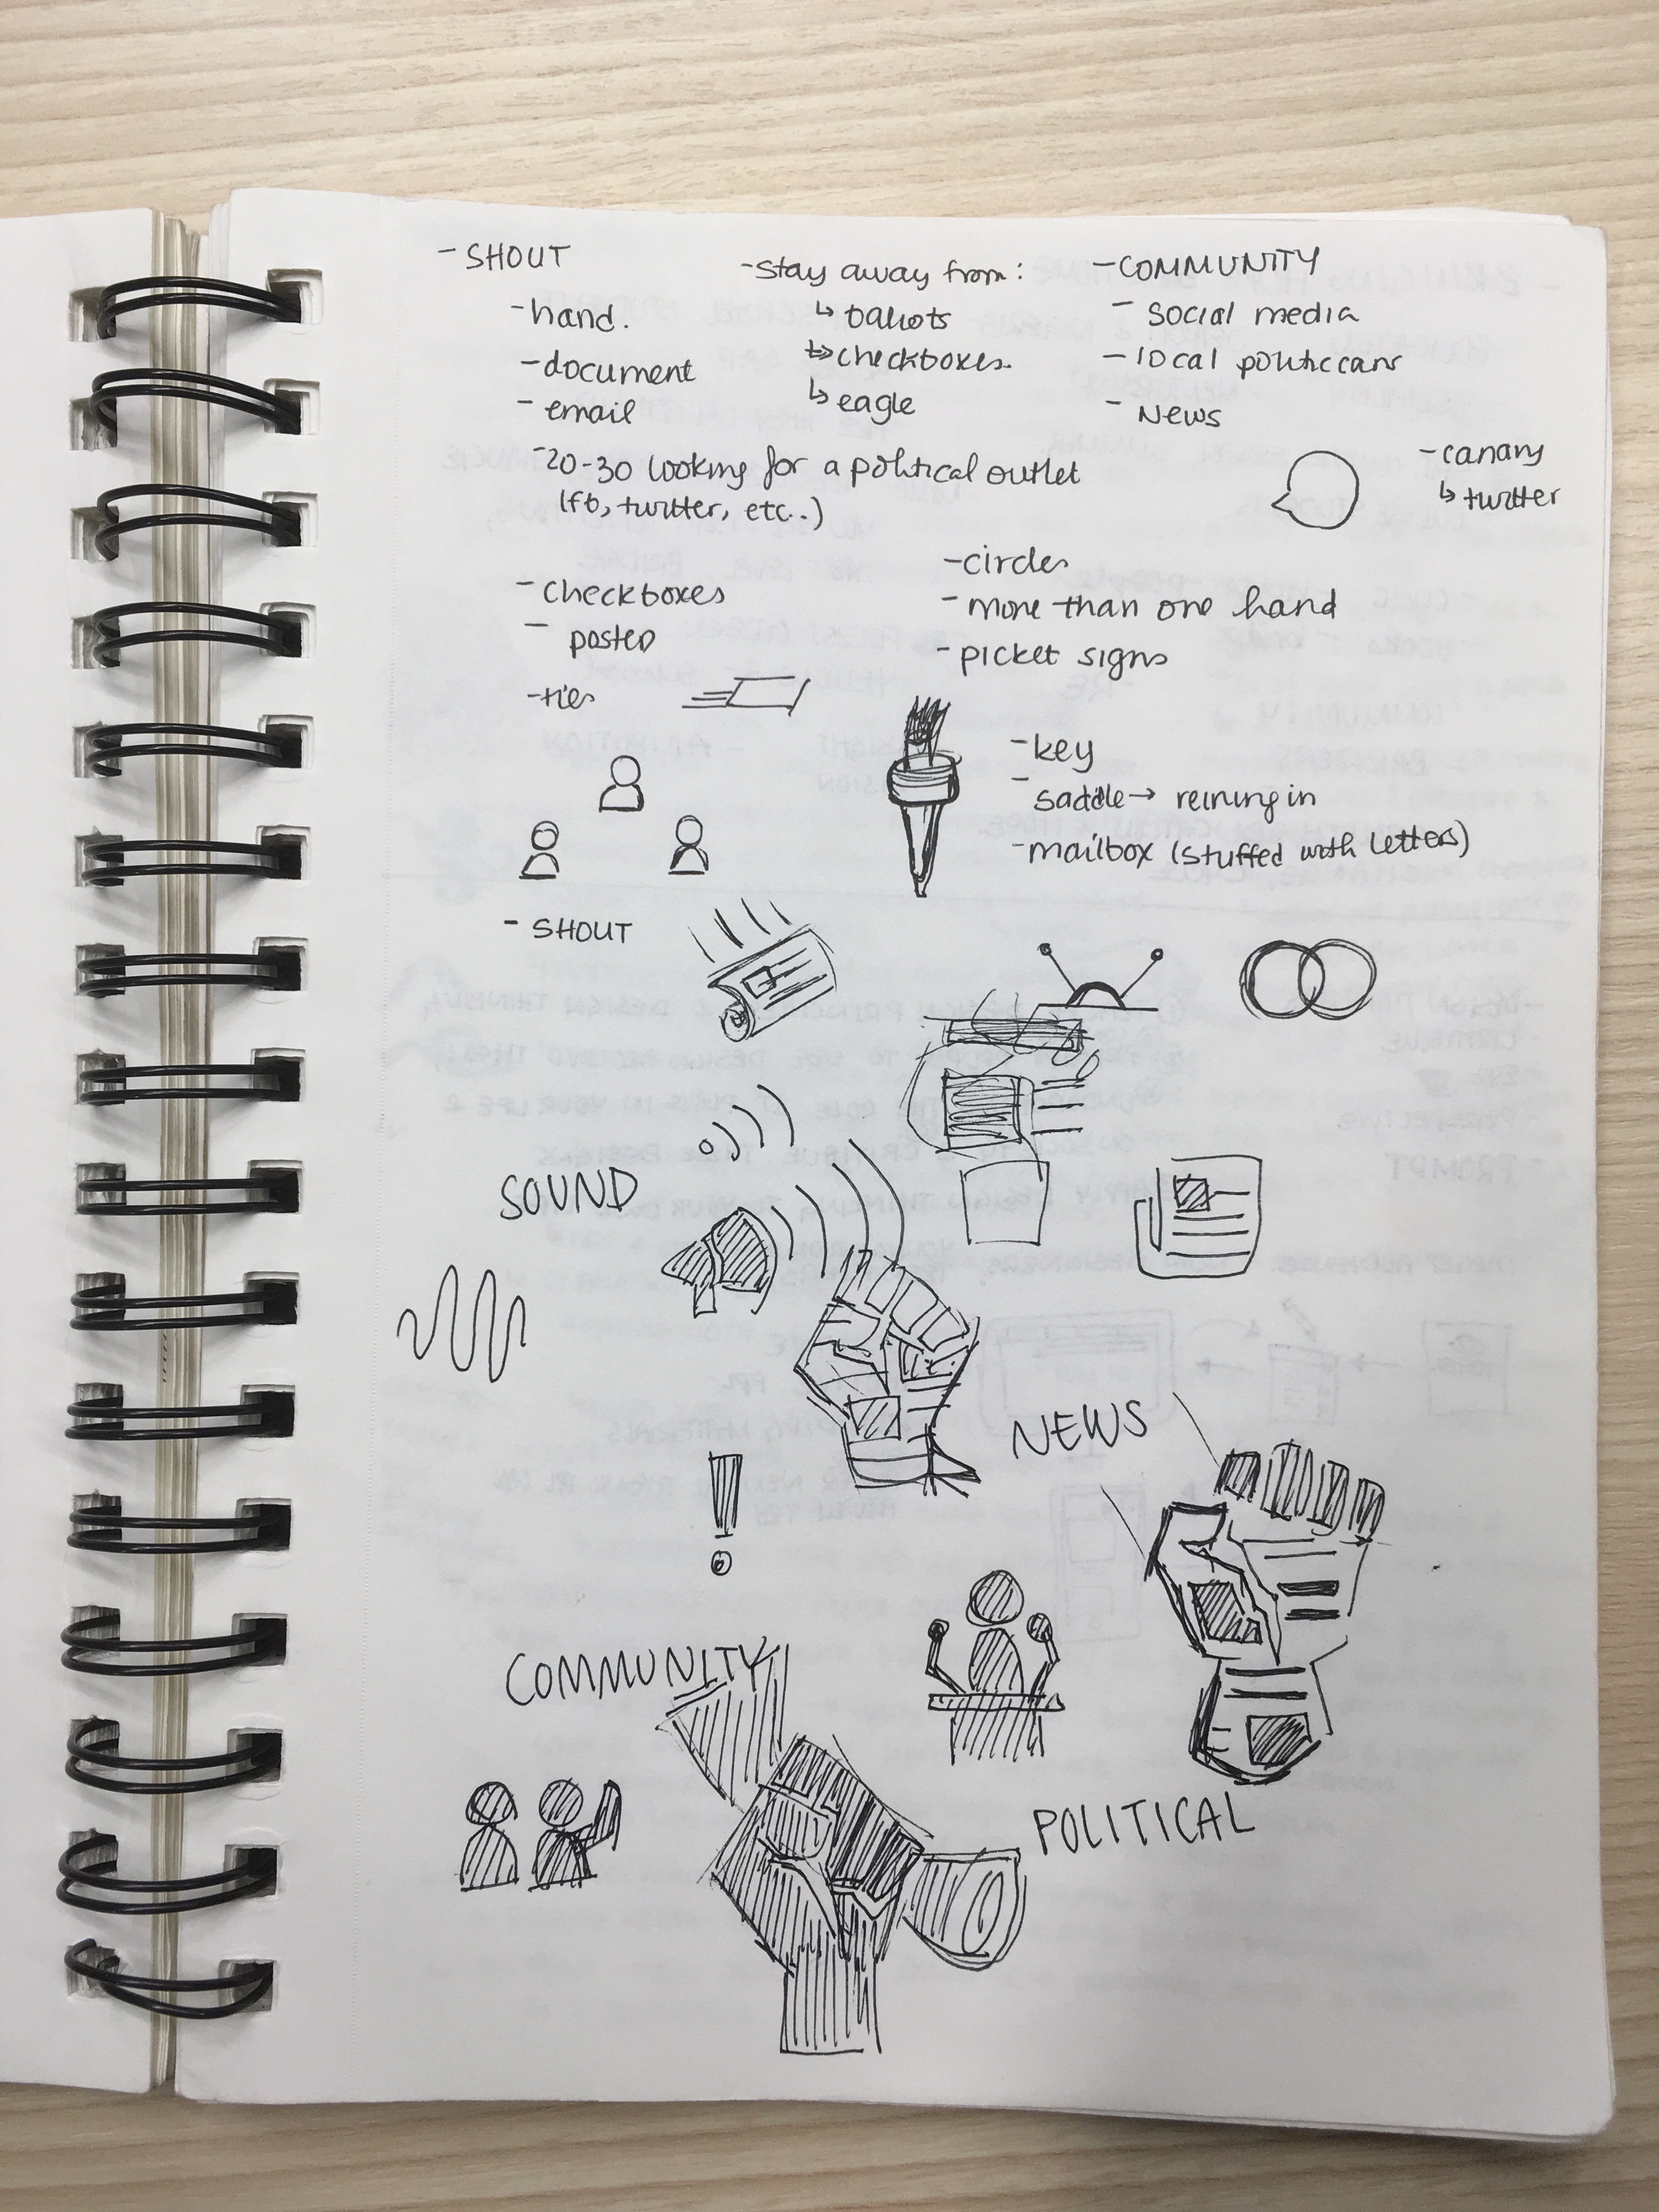 - SHOUT
- hand.
- document
- email
- 20-30 looking for a political outlet
(fb, twitter, etc..)
- stay away from:
↳ ballots
↳ checkboxes.
↳ eagle
- COMMUNITY
- social media
- local politicians
- News
- canary
↳ twitter
- checkboxes
- poster
- ties
- circles
- more than one hand
- picket signs
- key
- saddle → reining in
- mailbox (stuffed with letters)
- SHOUT
SOUND
NEWS
COMMUNITY
POLITICAL